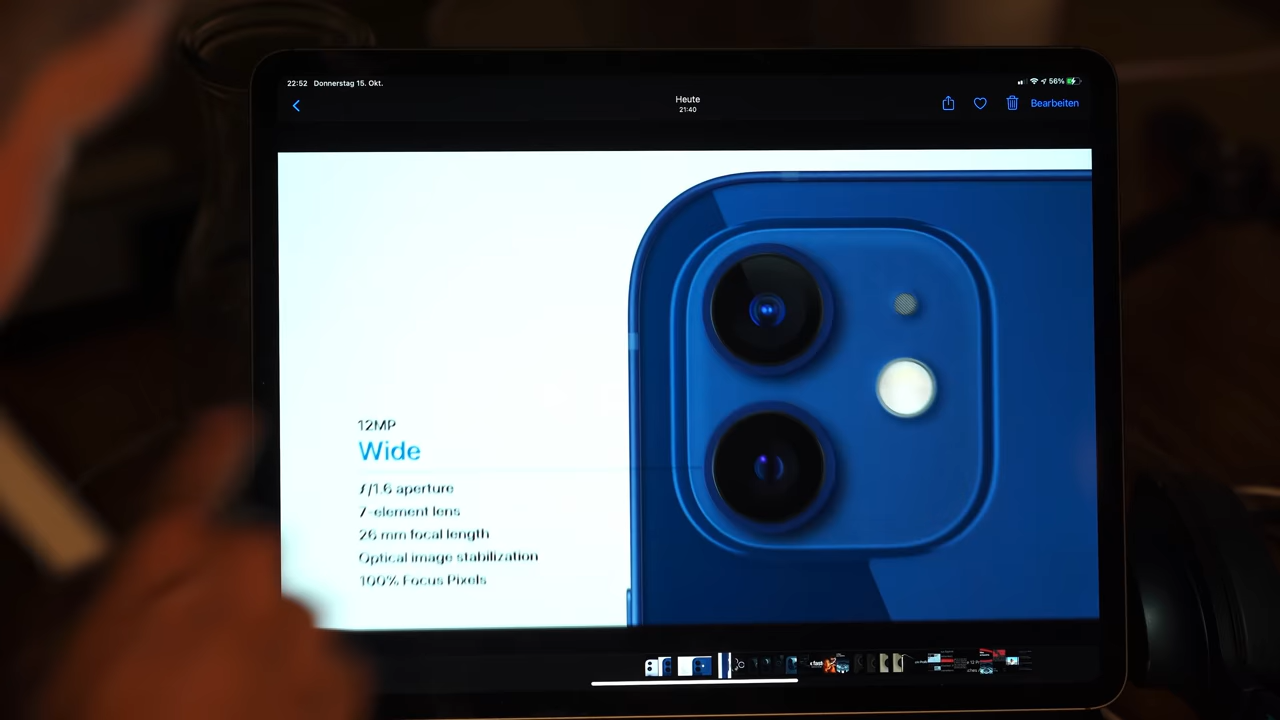 22:52 Donnerstag 15. Okt.
56%
Heute
21:40
Bearbeiten
12MP
Wide
ƒ/1.6 aperture
7-element lens
26 mm focal length
Optical image stabilization
100% Focus Pixels